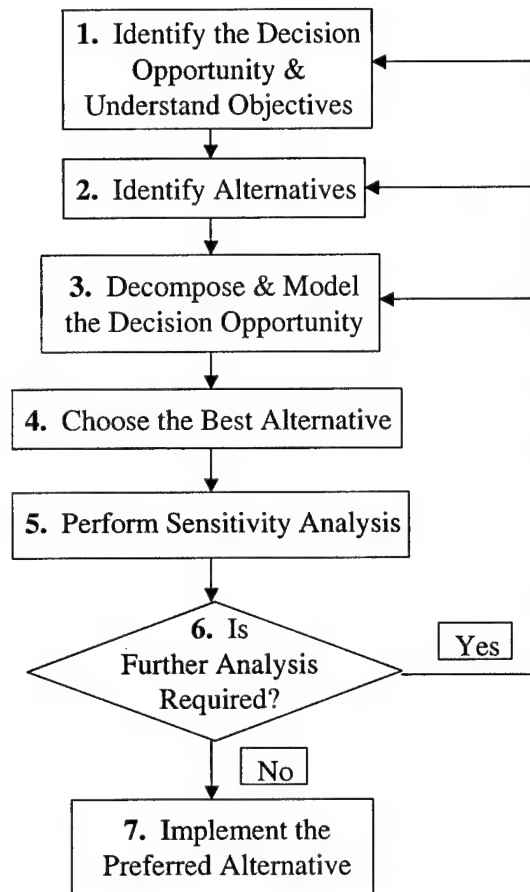 1. Identify the Decision
Opportunity &
Understand Objectives
2. Identify Alternatives
3. Decompose & Model
the Decision Opportunity
4. Choose the Best Alternative
5. Perform Sensitivity Analysis
6. Is
Further Analysis
Required?
Yes
No
7. Implement the
Preferred Alternative